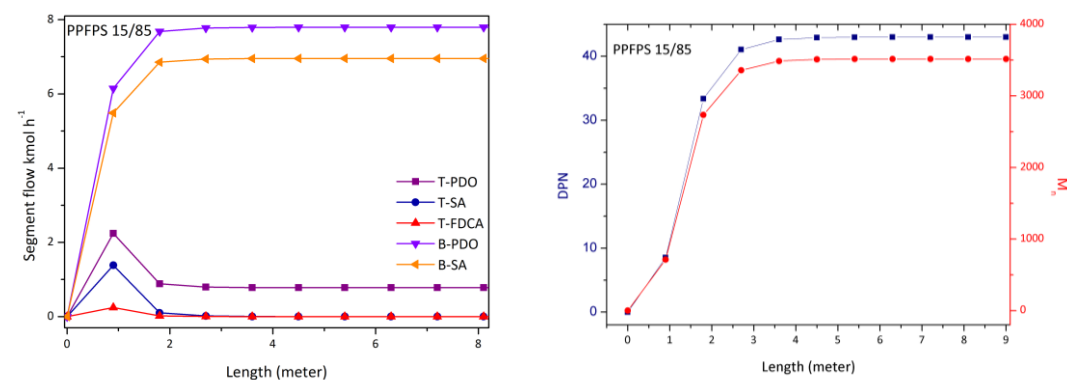 PPFPS 15/85
8
6
4
2
0
Segment flow kmol h⁻¹
T-PDO
T-SA
T-FDCA
B-PDO
B-SA
0 2 4 6 8
Length (meter)
PPFPS 15/85
40
30
20
10
0
DPN
4000
3000
2000
1000
0
Mₙ
0 1 2 3 4 5 6 7 8 9
Length (meter)